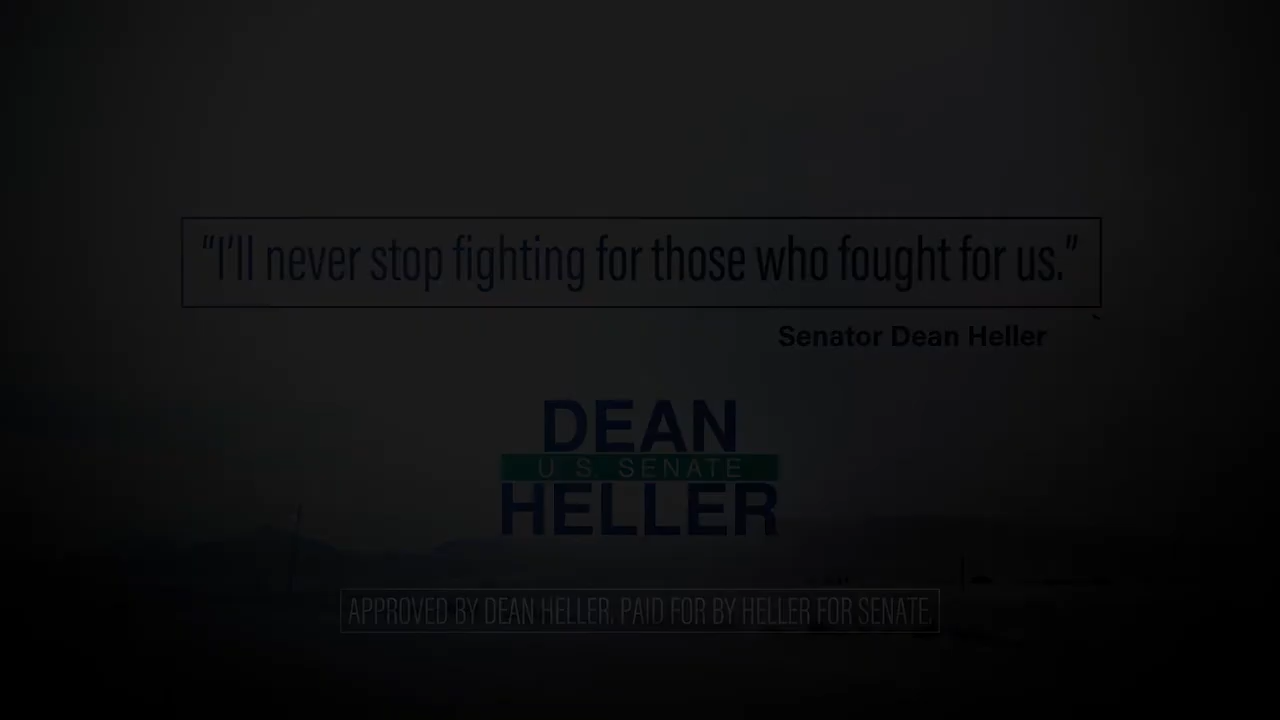 "I'll never stop fighting for those who fought for us."
Senator Dean Heller
DEAN
U.S. SENATE
HELLER
APPROVED BY DEAN HELLER. PAID FOR BY HELLER FOR SENATE.